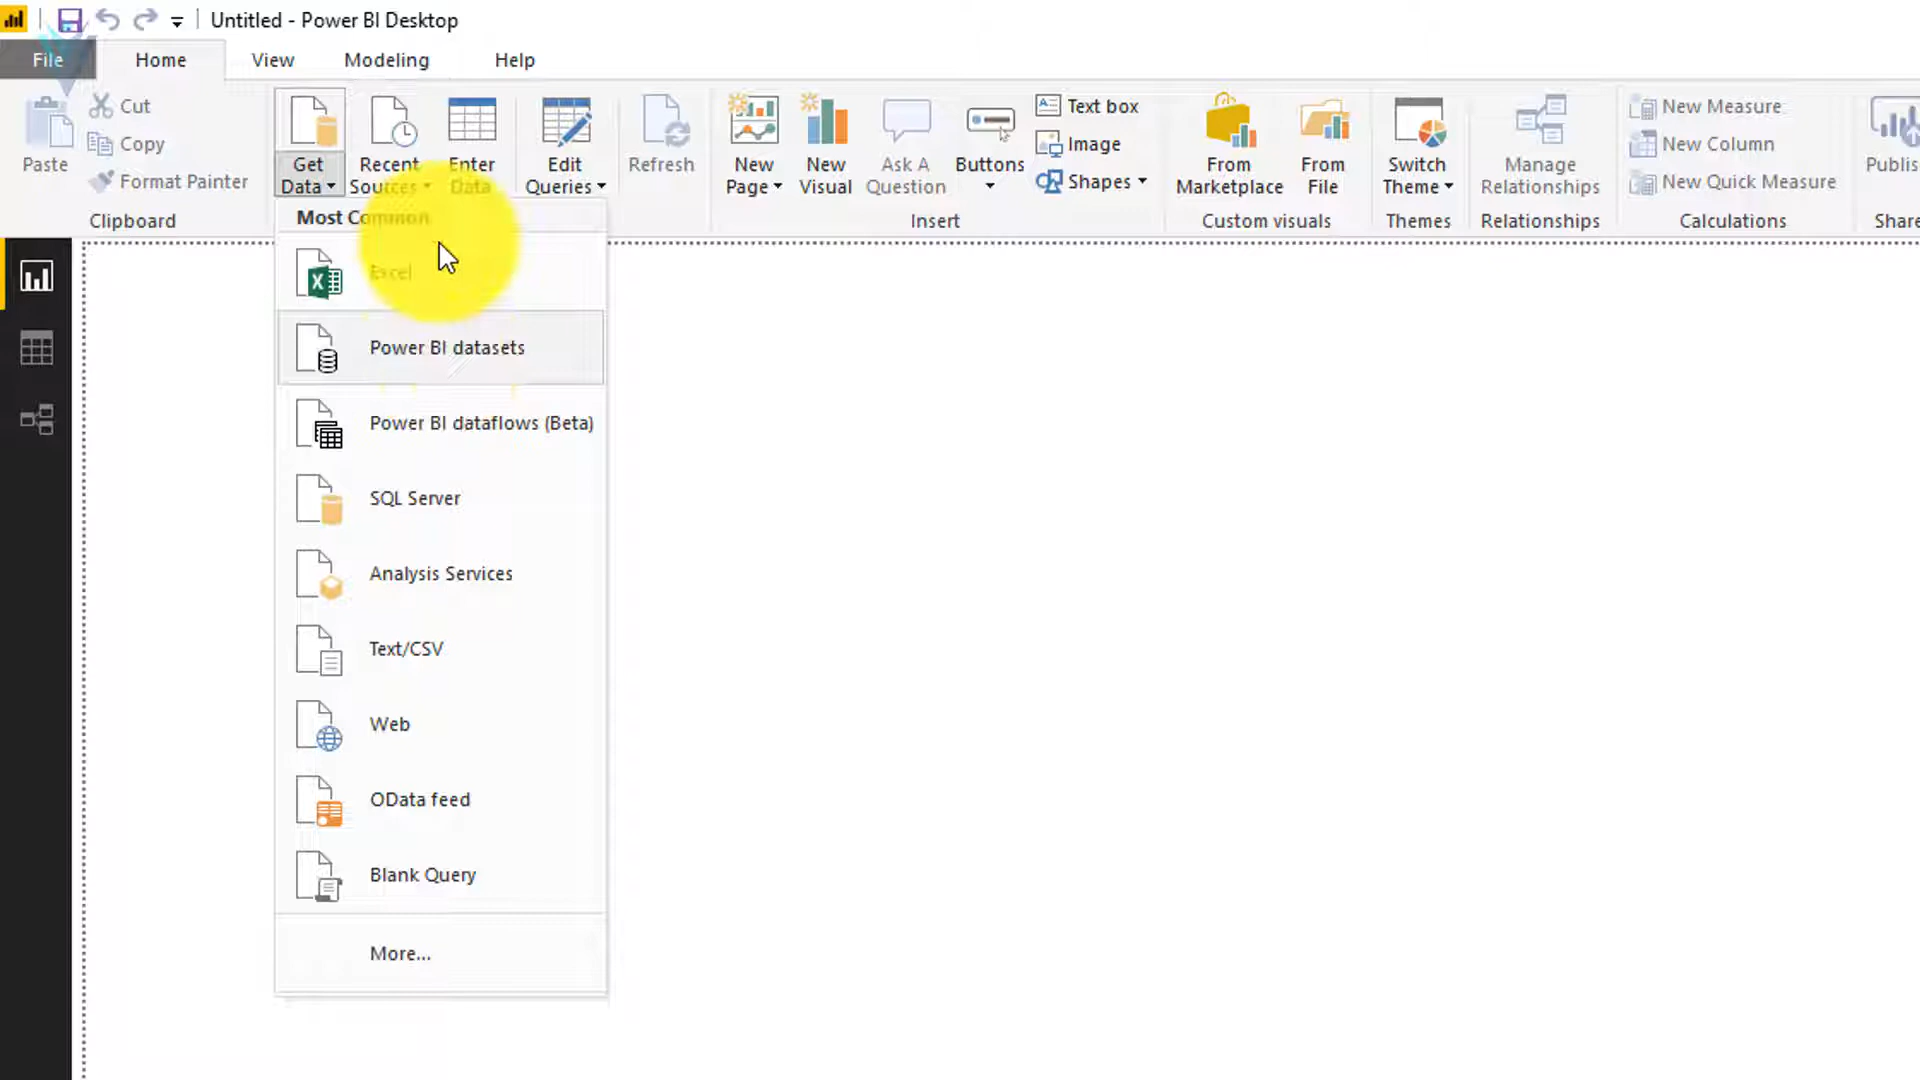 Untitled - Power BI Desktop
File Home View Modeling Help
Paste
Cut
Copy
Format Painter
Clipboard
Get Data
Recent Sources
Enter Data
Edit Queries
Refresh
New Page
New Visual
Ask A Question
Buttons
Text box
Image
Shapes
Insert
From Marketplace
From File
Custom visuals
Switch Theme
Themes
Manage Relationships
Relationships
New Measure
New Column
New Quick Measure
Calculations
Publis
Share
Most Common
Excel
Power BI datasets
Power BI dataflows (Beta)
SQL Server
Analysis Services
Text/CSV
Web
OData feed
Blank Query
More...